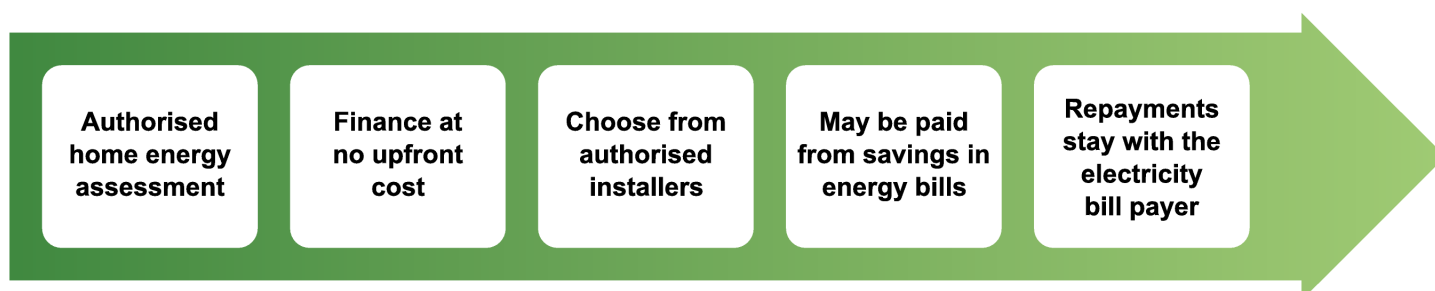 Authorised
home energy
assessment
Finance at
no upfront
cost
Choose from
authorised
installers
May be paid
from savings in
energy bills
Repayments
stay with the
electricity
bill payer